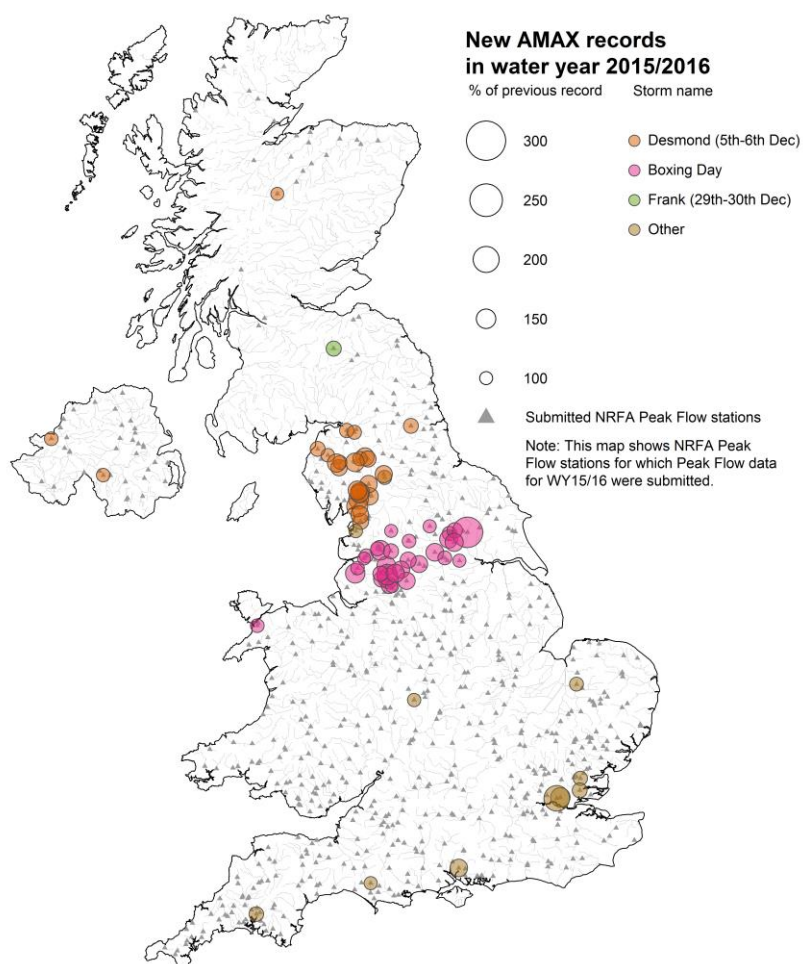 New AMAX records
in water year 2015/2016
% of previous record Storm name
300
250
200
150
100
Desmond (5th-6th Dec)
Boxing Day
Frank (29th-30th Dec)
Other
Submitted NRFA Peak Flow stations
Note: This map shows NRFA Peak
Flow stations for which Peak Flow data
for WY15/16 were submitted.